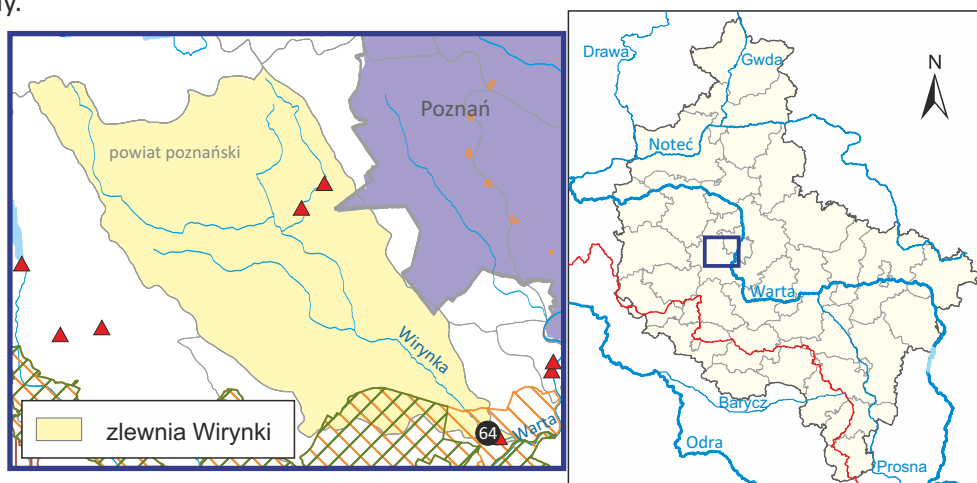 y.
Poznań
powiat poznański
Wirynka
64
Warta
zlewnia Wirynki
Drawa
Gwda
N
Noteć
Warta
Barycz
Odra
Prosna